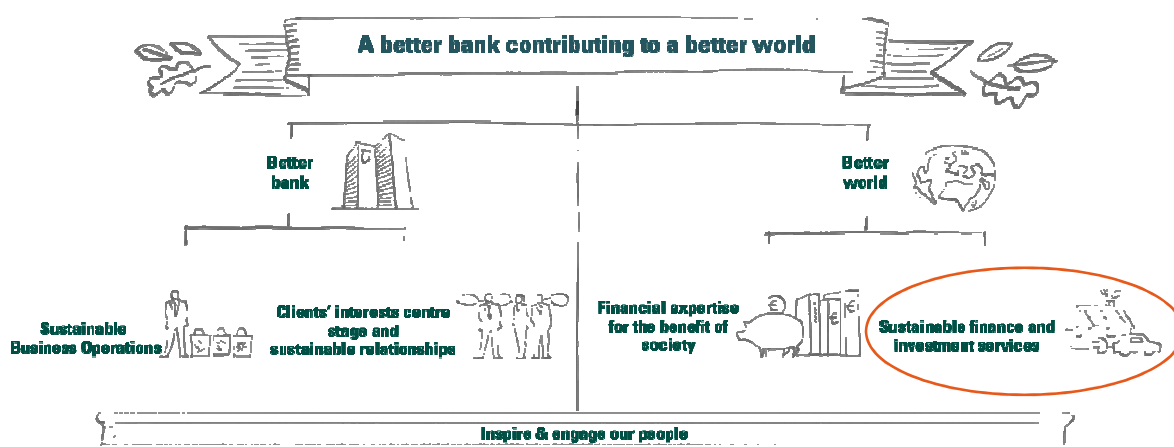 A better bank contributing to a better world
Better
bank
Better
world
Sustainable
Business Operations
Clients' interests centre
stage and
sustainable relationships
Financial expertise
for the benefit of
society
€
€
€
Sustainable finance and
investment services
Inspire & engage our people